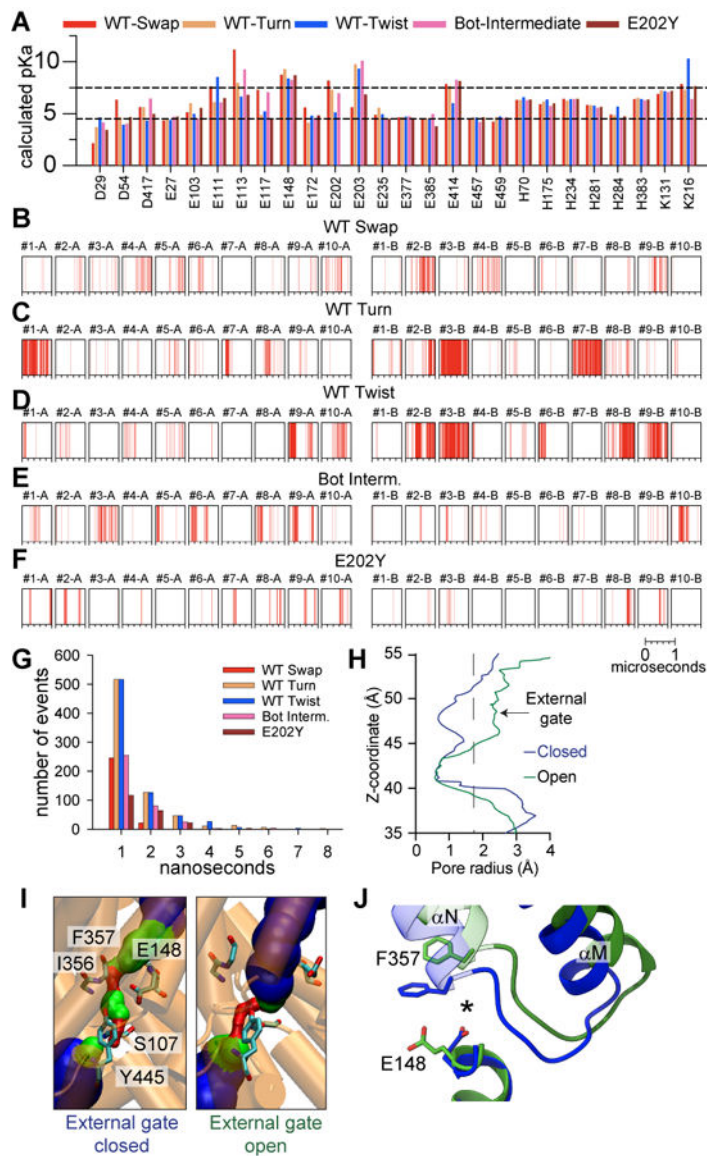 A
WT-Swap WT-Turn WT-Twist Bot-Intermediate E202Y
calculated pKa
10
5
0
D29 D54 D417 E27 E103 E111 E113 E117 E148 E172 E202 E203 E235 E377 E385 E414 E457 E459 H70 H175 H234 H281 H284 H383 K131 K216
B
WT Swap
#1-A #2-A #3-A #4-A #5-A #6-A #7-A #8-A #9-A #10-A #1-B #2-B #3-B #4-B #5-B #6-B #7-B #8-B #9-B #10-B
C
WT Turn
#1-A #2-A #3-A #4-A #5-A #6-A #7-A #8-A #9-A #10-A #1-B #2-B #3-B #4-B #5-B #6-B #7-B #8-B #9-B #10-B
D
WT Twist
#1-A #2-A #3-A #4-A #5-A #6-A #7-A #8-A #9-A #10-A #1-B #2-B #3-B #4-B #5-B #6-B #7-B #8-B #9-B #10-B
E
Bot Interm.
#1-A #2-A #3-A #4-A #5-A #6-A #7-A #8-A #9-A #10-A #1-B #2-B #3-B #4-B #5-B #6-B #7-B #8-B #9-B #10-B
F
E202Y
#1-A #2-A #3-A #4-A #5-A #6-A #7-A #8-A #9-A #10-A #1-B #2-B #3-B #4-B #5-B #6-B #7-B #8-B #9-B #10-B
0 1
microseconds
G
number of events
600
500
400
300
200
100
0
WT Swap
WT Turn
WT Twist
Bot Interm.
E202Y
1 2 3 4 5 6 7 8
nanoseconds
H
Z-coordinate (Å)
55
50
45
40
35
External
gate
Closed
Open
0 1 2 3 4
Pore radius (Å)
I
F357
I356
E148
S107
Y445
External gate
closed
External gate
open
J
αN
F357
αM
*
E148